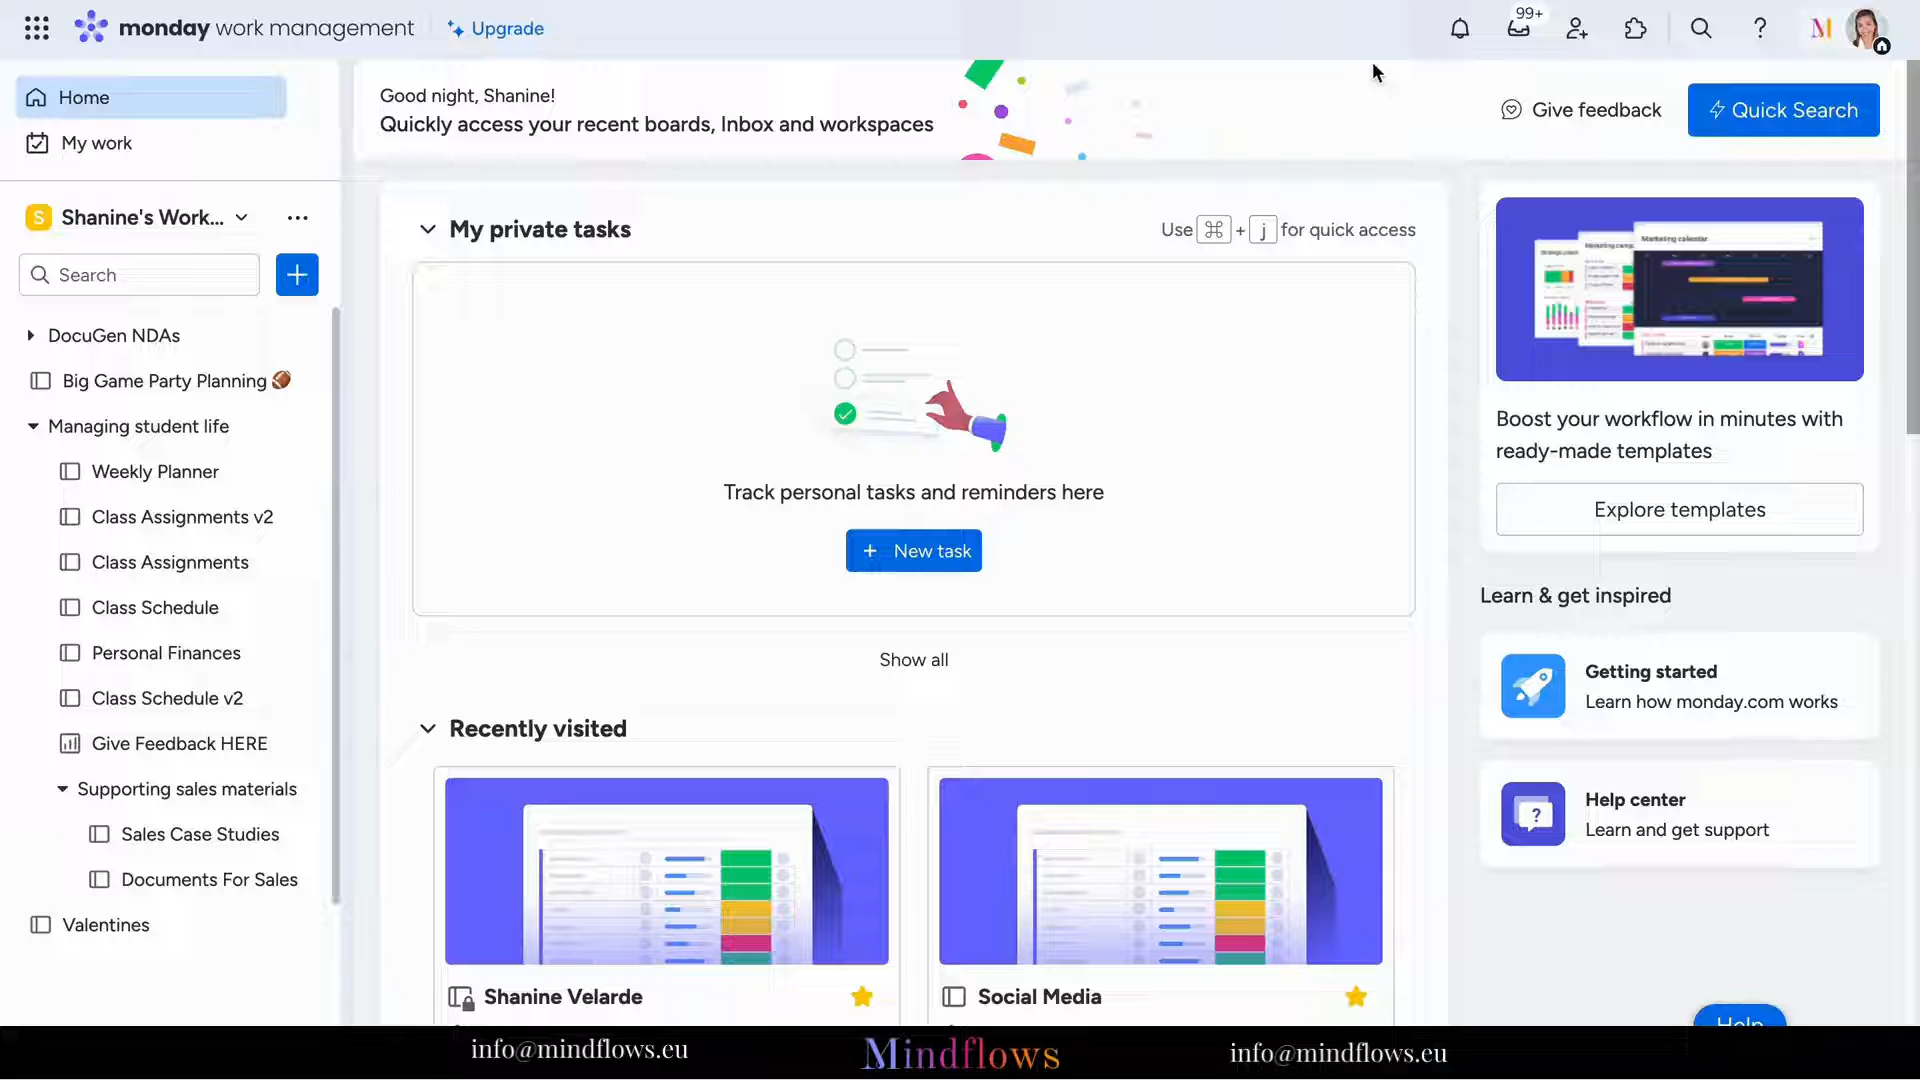 monday work management
Upgrade
99+
Home
My work
Good night, Shanine!
Quickly access your recent boards, Inbox and workspaces
Give feedback
Quick Search
S Shanine's Work...
Search
DocuGen NDAs
Big Game Party Planning 🏈
Managing student life
Weekly Planner
Class Assignments v2
Class Assignments
Class Schedule
Personal Finances
Class Schedule v2
Give Feedback HERE
Supporting sales materials
Sales Case Studies
Documents For Sales
Valentines
My private tasks
Use ⌘ + j for quick access
Track personal tasks and reminders here
+ New task
Show all
Recently visited
Shanine Velarde
Social Media
Marketing calendar
Boost your workflow in minutes with
ready-made templates
Explore templates
Learn & get inspired
Getting started
Learn how monday.com works
Help center
Learn and get support
Help
info@mindflows.eu
Mindflows
info@mindflows.eu